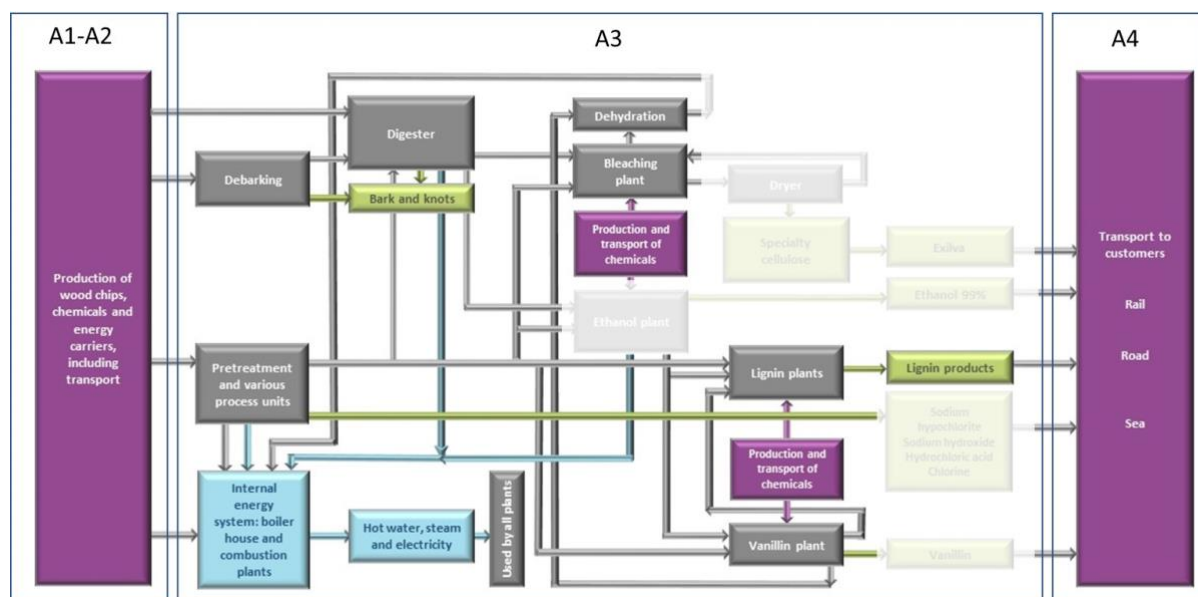 A1-A2
A3
A4
Production of
wood chips,
chemicals and
energy
carriers,
including
transport
Debarking
Digester
Bark and knots
Dehydration
Bleaching
plant
Production and
transport of
chemicals
Ethanol plant
Dryer
Specialty
cellulose
Exilva
Ethanol 99%
Pretreatment
and various
process units
Lignin plants
Lignin products
Sodium
hypochlorite
Sodium hydroxide
Hydrochloric acid
Chlorine
Production and
transport of
chemicals
Internal
energy
system: boiler
house and
combustion
plants
Hot water, steam
and electricity
Used by all plants
Vanillin plant
Vanillin
Transport to
customers
Rail
Road
Sea